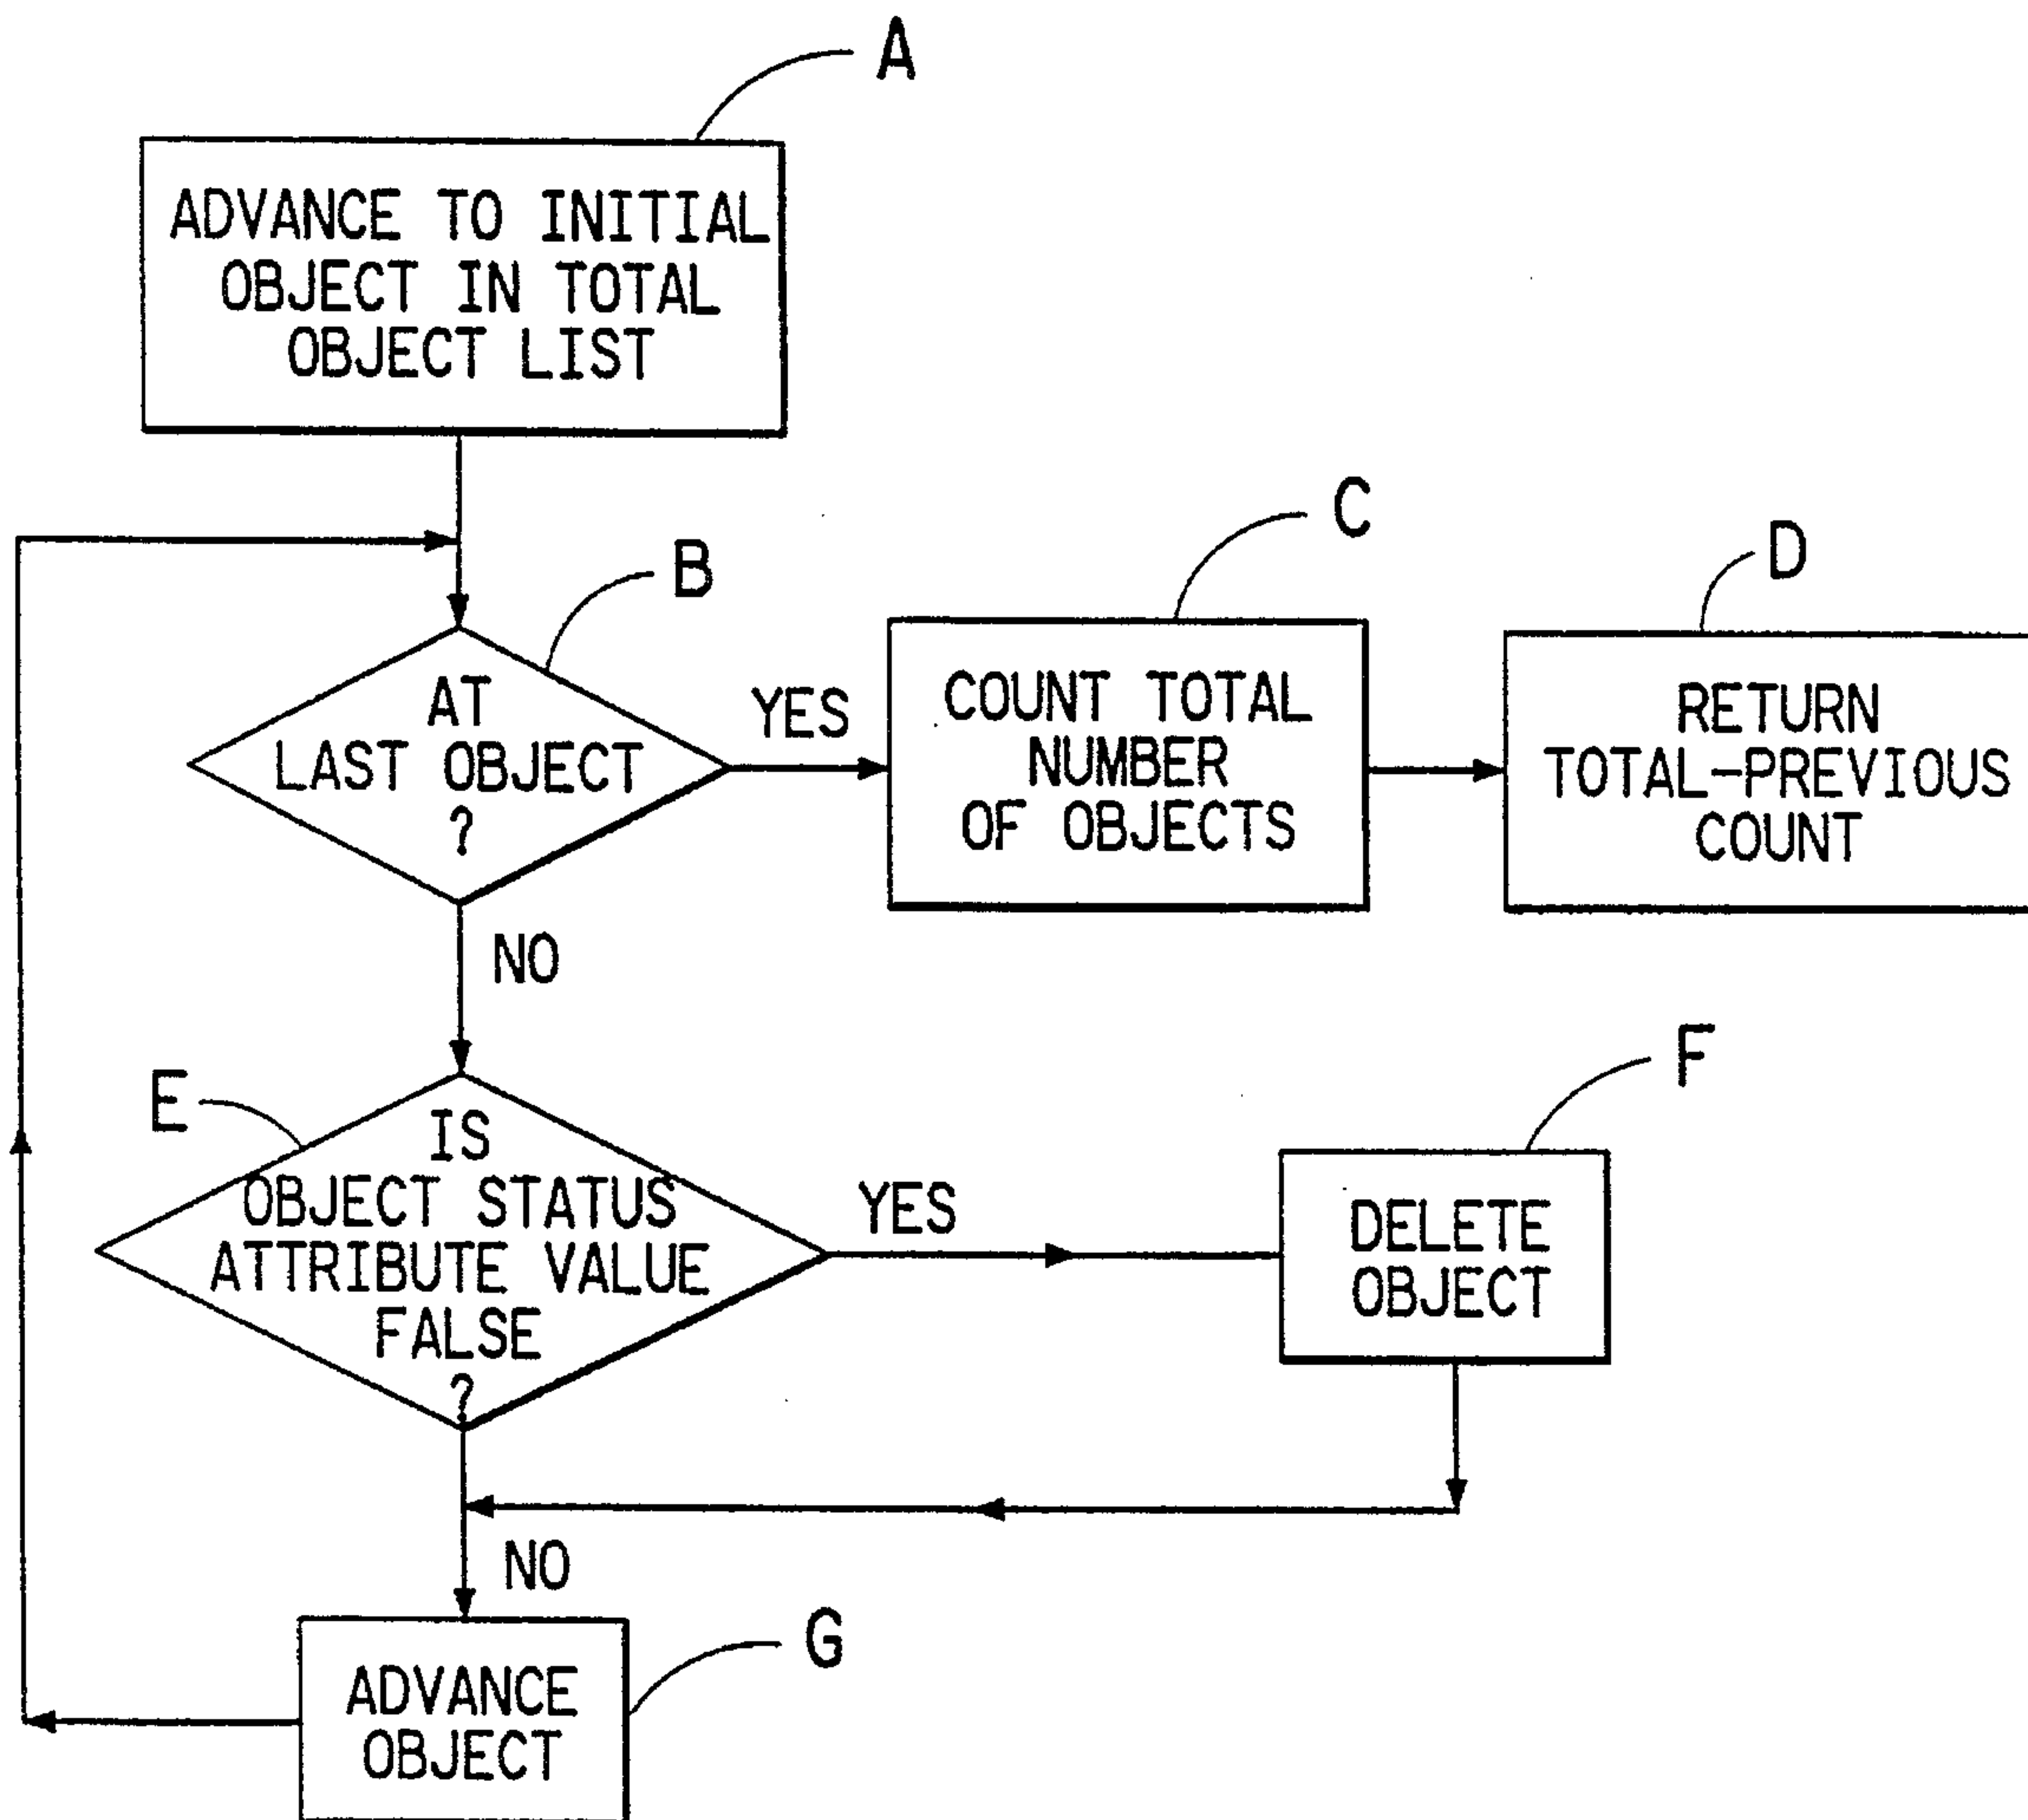 A
ADVANCE TO INITIAL
OBJECT IN TOTAL
OBJECT LIST
B
AT
LAST OBJECT
?
YES
C
COUNT TOTAL
NUMBER
OF OBJECTS
D
RETURN
TOTAL-PREVIOUS
COUNT
NO
E
IS
OBJECT STATUS
ATTRIBUTE VALUE
FALSE
?
YES
F
DELETE
OBJECT
NO
G
ADVANCE
OBJECT